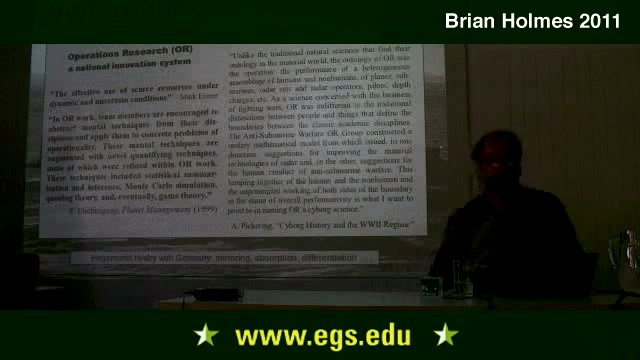 WWII regime
Brian Holmes 2011
Operations Research (OR)
a national innovation system
"The effective use of scarce resources under
dynamic and uncertain conditions" – Mark Eisner
"In OR work, team members are encouraged to
abstract mental techniques from their dis-
ciplines and apply them to concrete problems of
operationality. These mental techniques are
augmented with novel quantifying techniques,
most of which were refined within OR work.
These techniques included statistical summar-
ization and inference, Monte Carlo simulation,
queuing theory, and, eventually, game theory."
F. Elichirigoity, Planet Management (1999)
"Unlike the traditional natural sciences that find their
ontology in the material world, the ontology of OR was
the operation: the performance of a heterogeneous
assemblage of humans and nonhumans, of planes, sub-
marines, radar sets and radar operators, pilots, depth
charges, etc. As a science concerned with the business
of fighting wars, OR was indifferent to the traditional
distinctions between people and things that define the
boundaries between the classic academic disciplines.
The Anti-Submarine Warfare OR Group constructed a
unitary mathematical model from which issued, in one
direction suggestions for improving the material
technologies of radar and, in the other, suggestions for
the human conduct of anti-submarine warfare. This
lumping together of the human and the nonhuman and
the symmetrized working of both sides of the boundary
in the name of overall performativity is what I want to
point to in naming OR a cyborg science."
A. Pickering, "Cyborg History and the WWII Regime"
Hegemonic rivalry with Germany: mirroring, absorption, differentiation ...
www.egs.edu